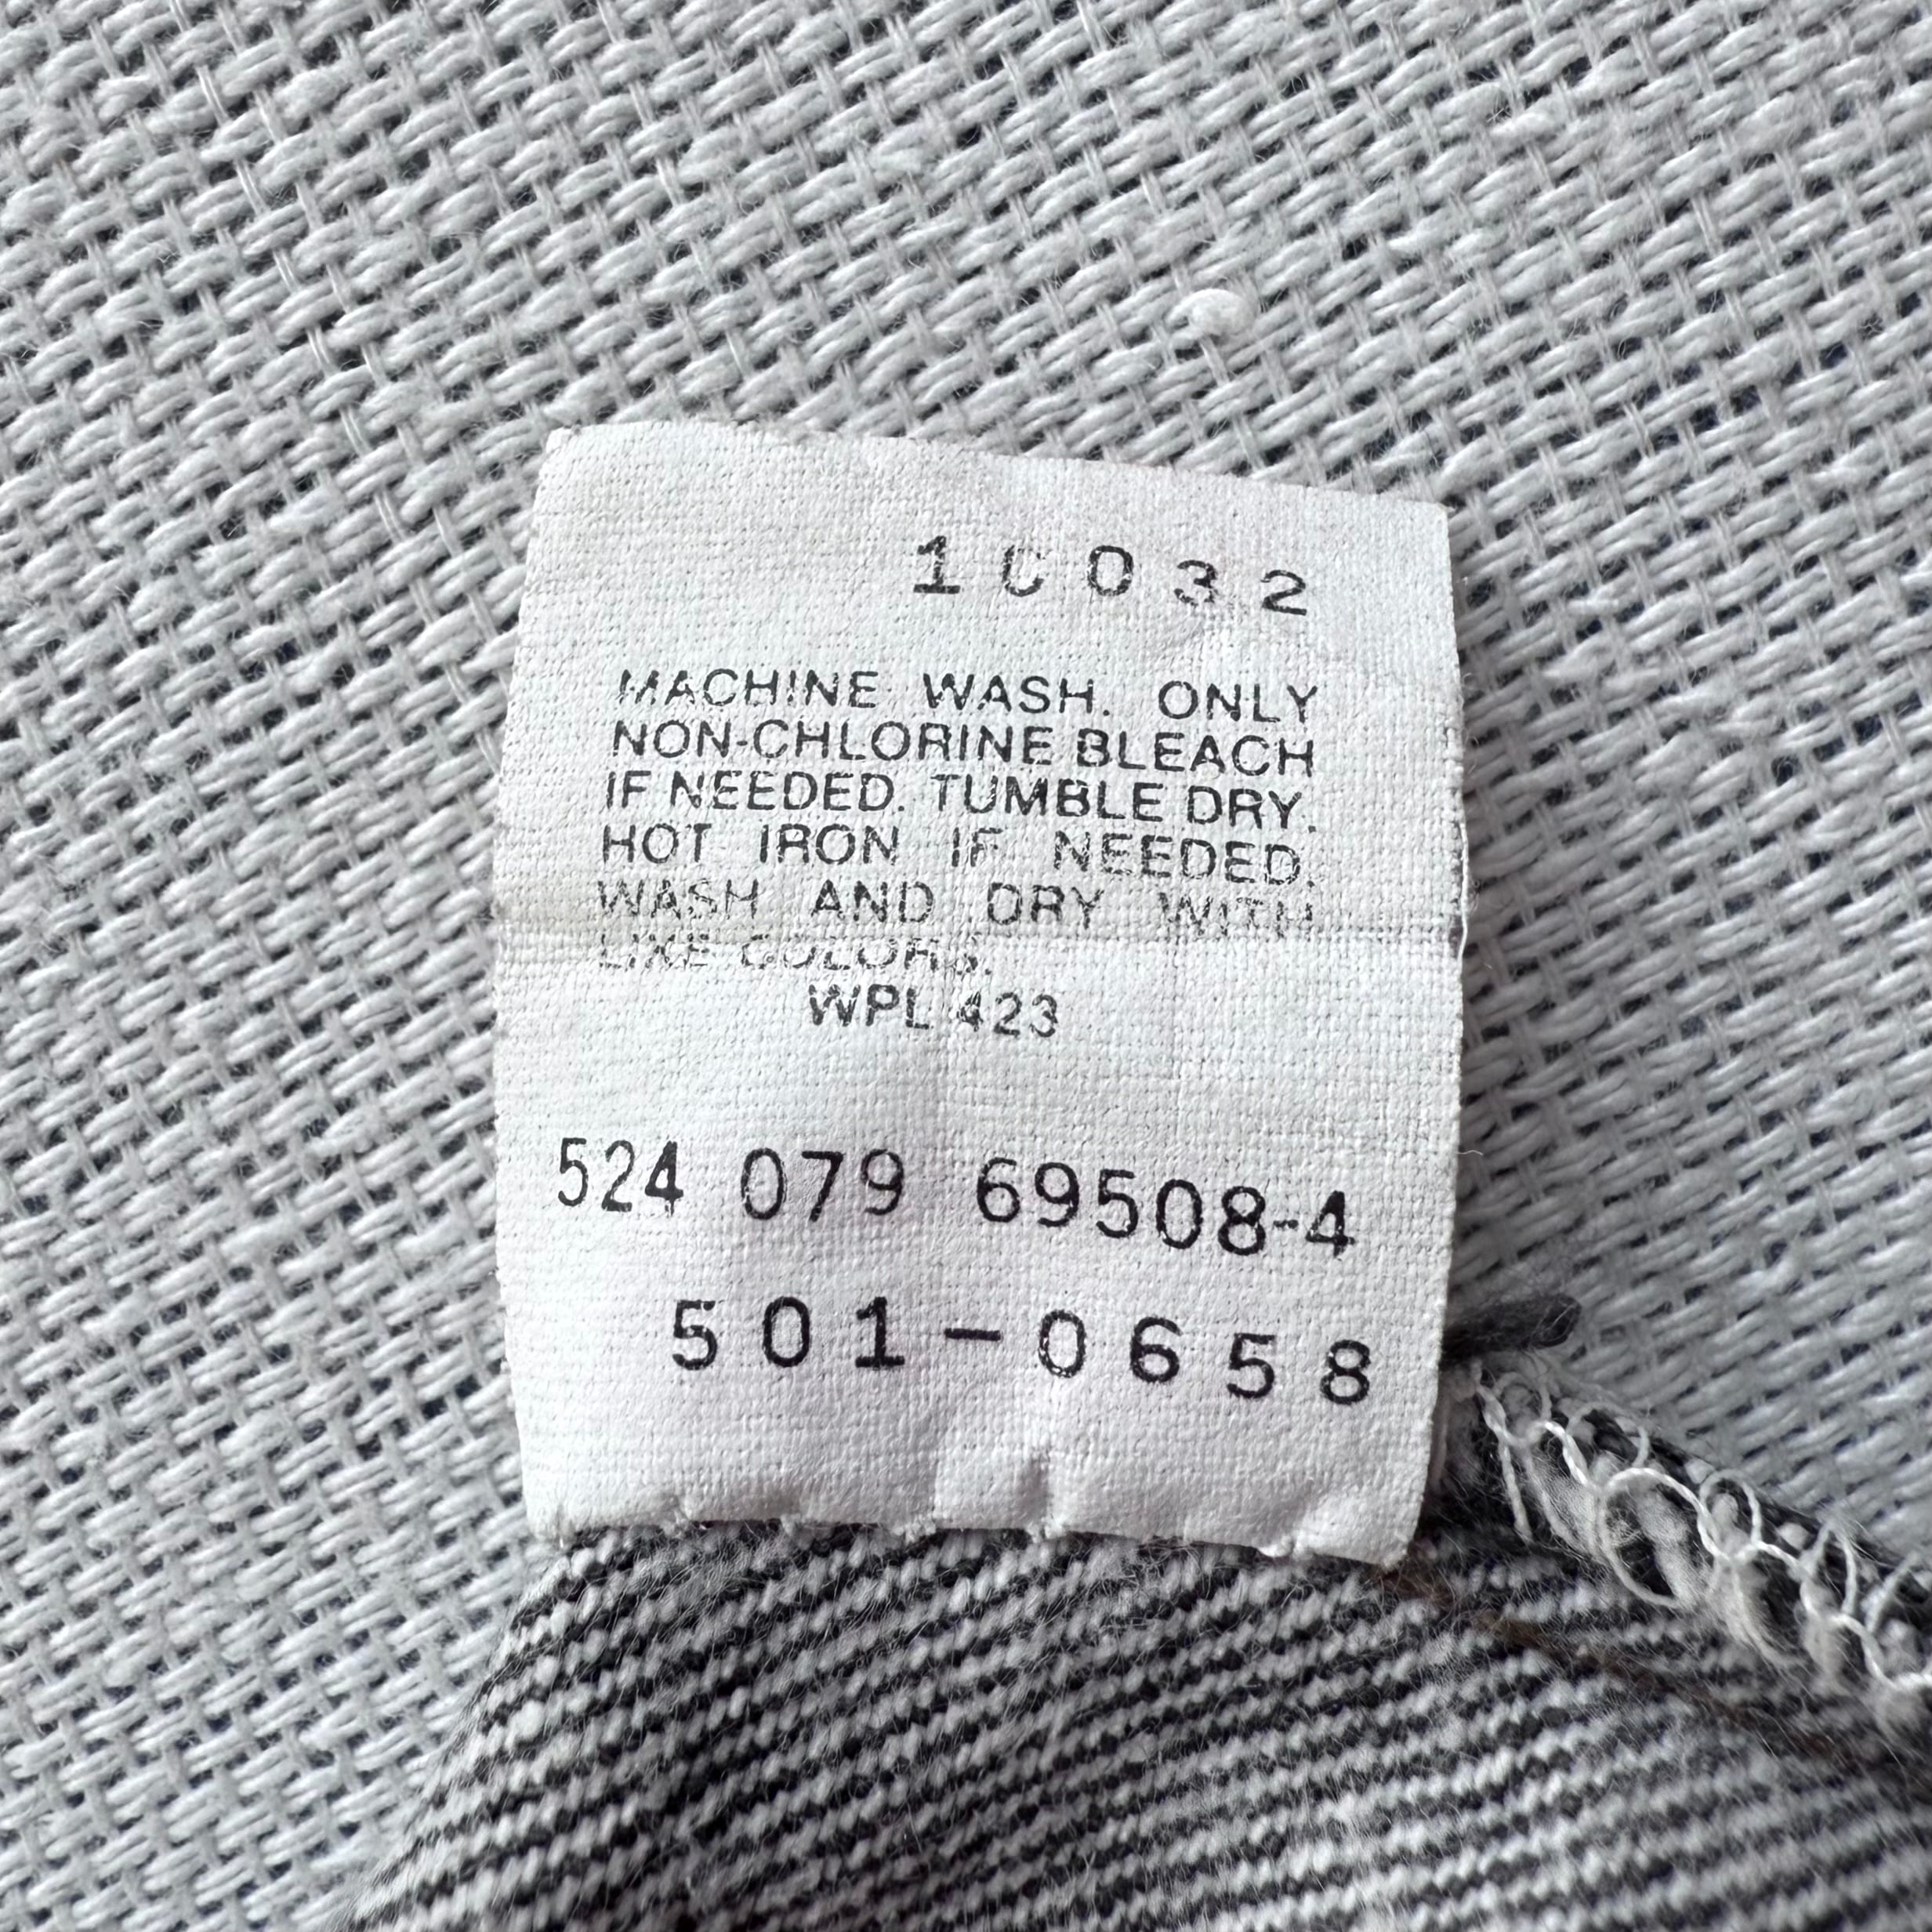 10032
MACHINE WASH. ONLY
NON-CHLORINE BLEACH
IF NEEDED. TUMBLE DRY.
HOT IRON IF NEEDED.
WASH AND DRY WITH
LIKE COLORS.
WPL 423
524 079 69508-4
501-0658